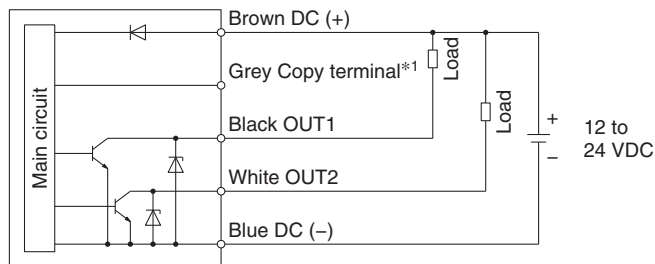 Brown DC (+)
Grey Copy terminal*1
Black OUT1
White OUT2
Blue DC (−)
Main circuit
Load
Load
+
−
12 to
24 VDC